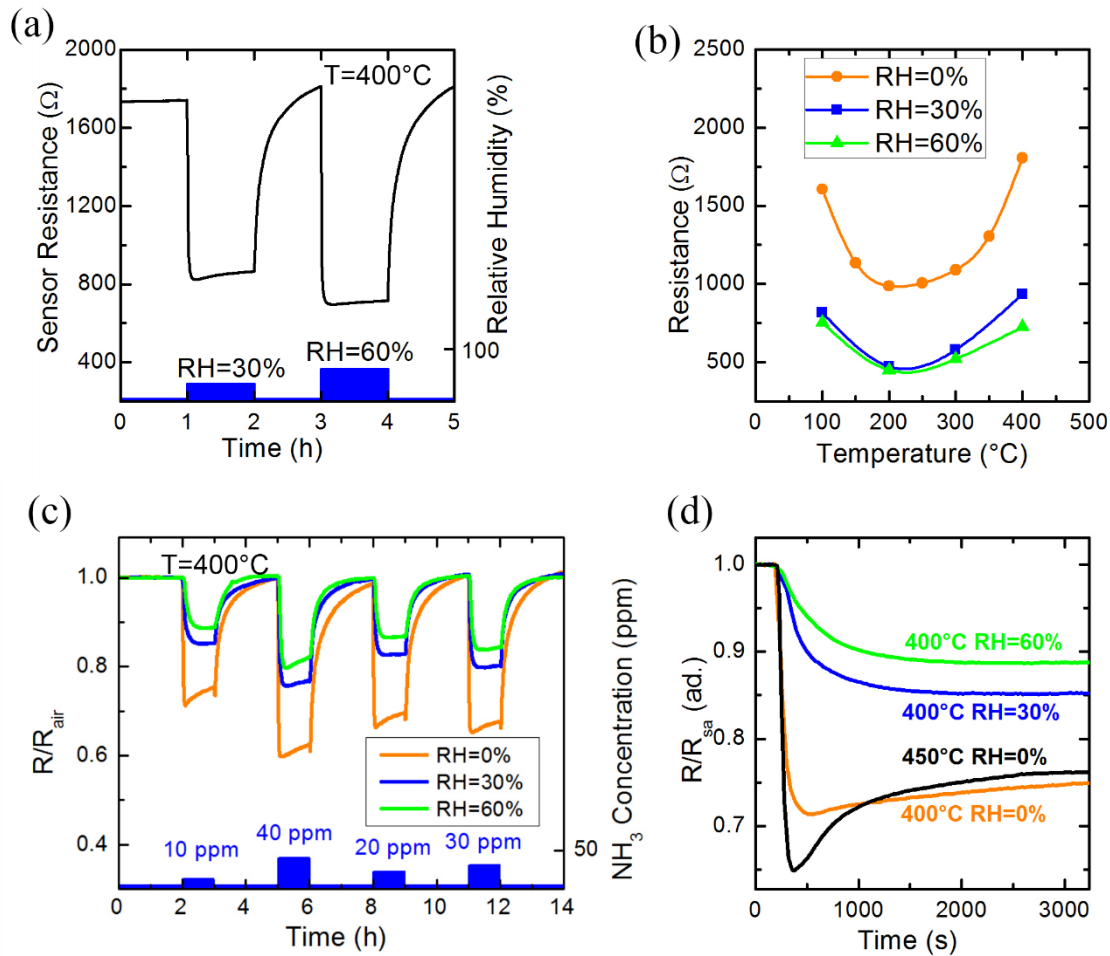 (a)
2000
1600
1200
800
400
Sensor Resistance (Ω)
T=400°C
RH=30%
RH=60%
100
Relative Humidity (%)
0 1 2 3 4 5
Time (h)
(b)
2500
2000
1500
1000
500
Resistance (Ω)
RH=0%
RH=30%
RH=60%
0 100 200 300 400 500
Temperature (°C)
(c)
1.0
0.8
0.6
0.4
R/Rair
T=400°C
RH=0%
RH=30%
RH=60%
10 ppm
40 ppm
20 ppm
30 ppm
50
NH3 Concentration (ppm)
0 2 4 6 8 10 12 14
Time (h)
(d)
1.0
0.9
0.8
0.7
R/Rsa (ad.)
400°C RH=60%
400°C RH=30%
450°C RH=0%
400°C RH=0%
0 1000 2000 3000
Time (s)